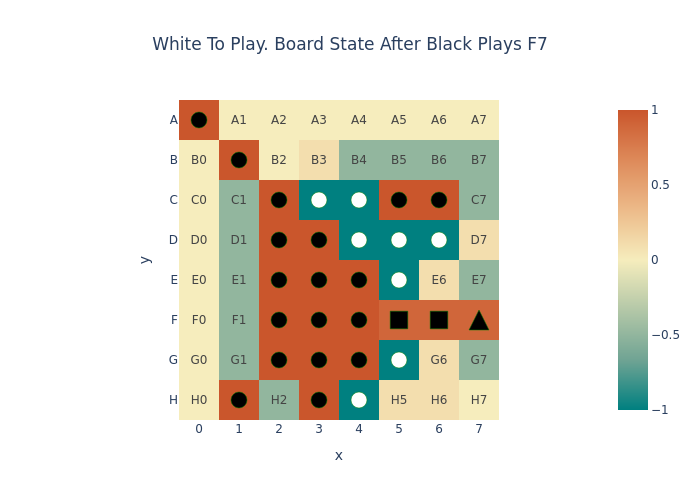 White To Play. Board State After Black Plays F7
A A1 A2 A3 A4 A5 A6 A7
B B0 B2 B3 B4 B5 B6 B7
C C0 C1 C7
D D0 D1 D7
E E0 E1 E6 E7
F F0 F1
G G0 G1 G6 G7
H H0 H2 H5 H6 H7
0 1 2 3 4 5 6 7
x
y
1
0.5
0
−0.5
−1